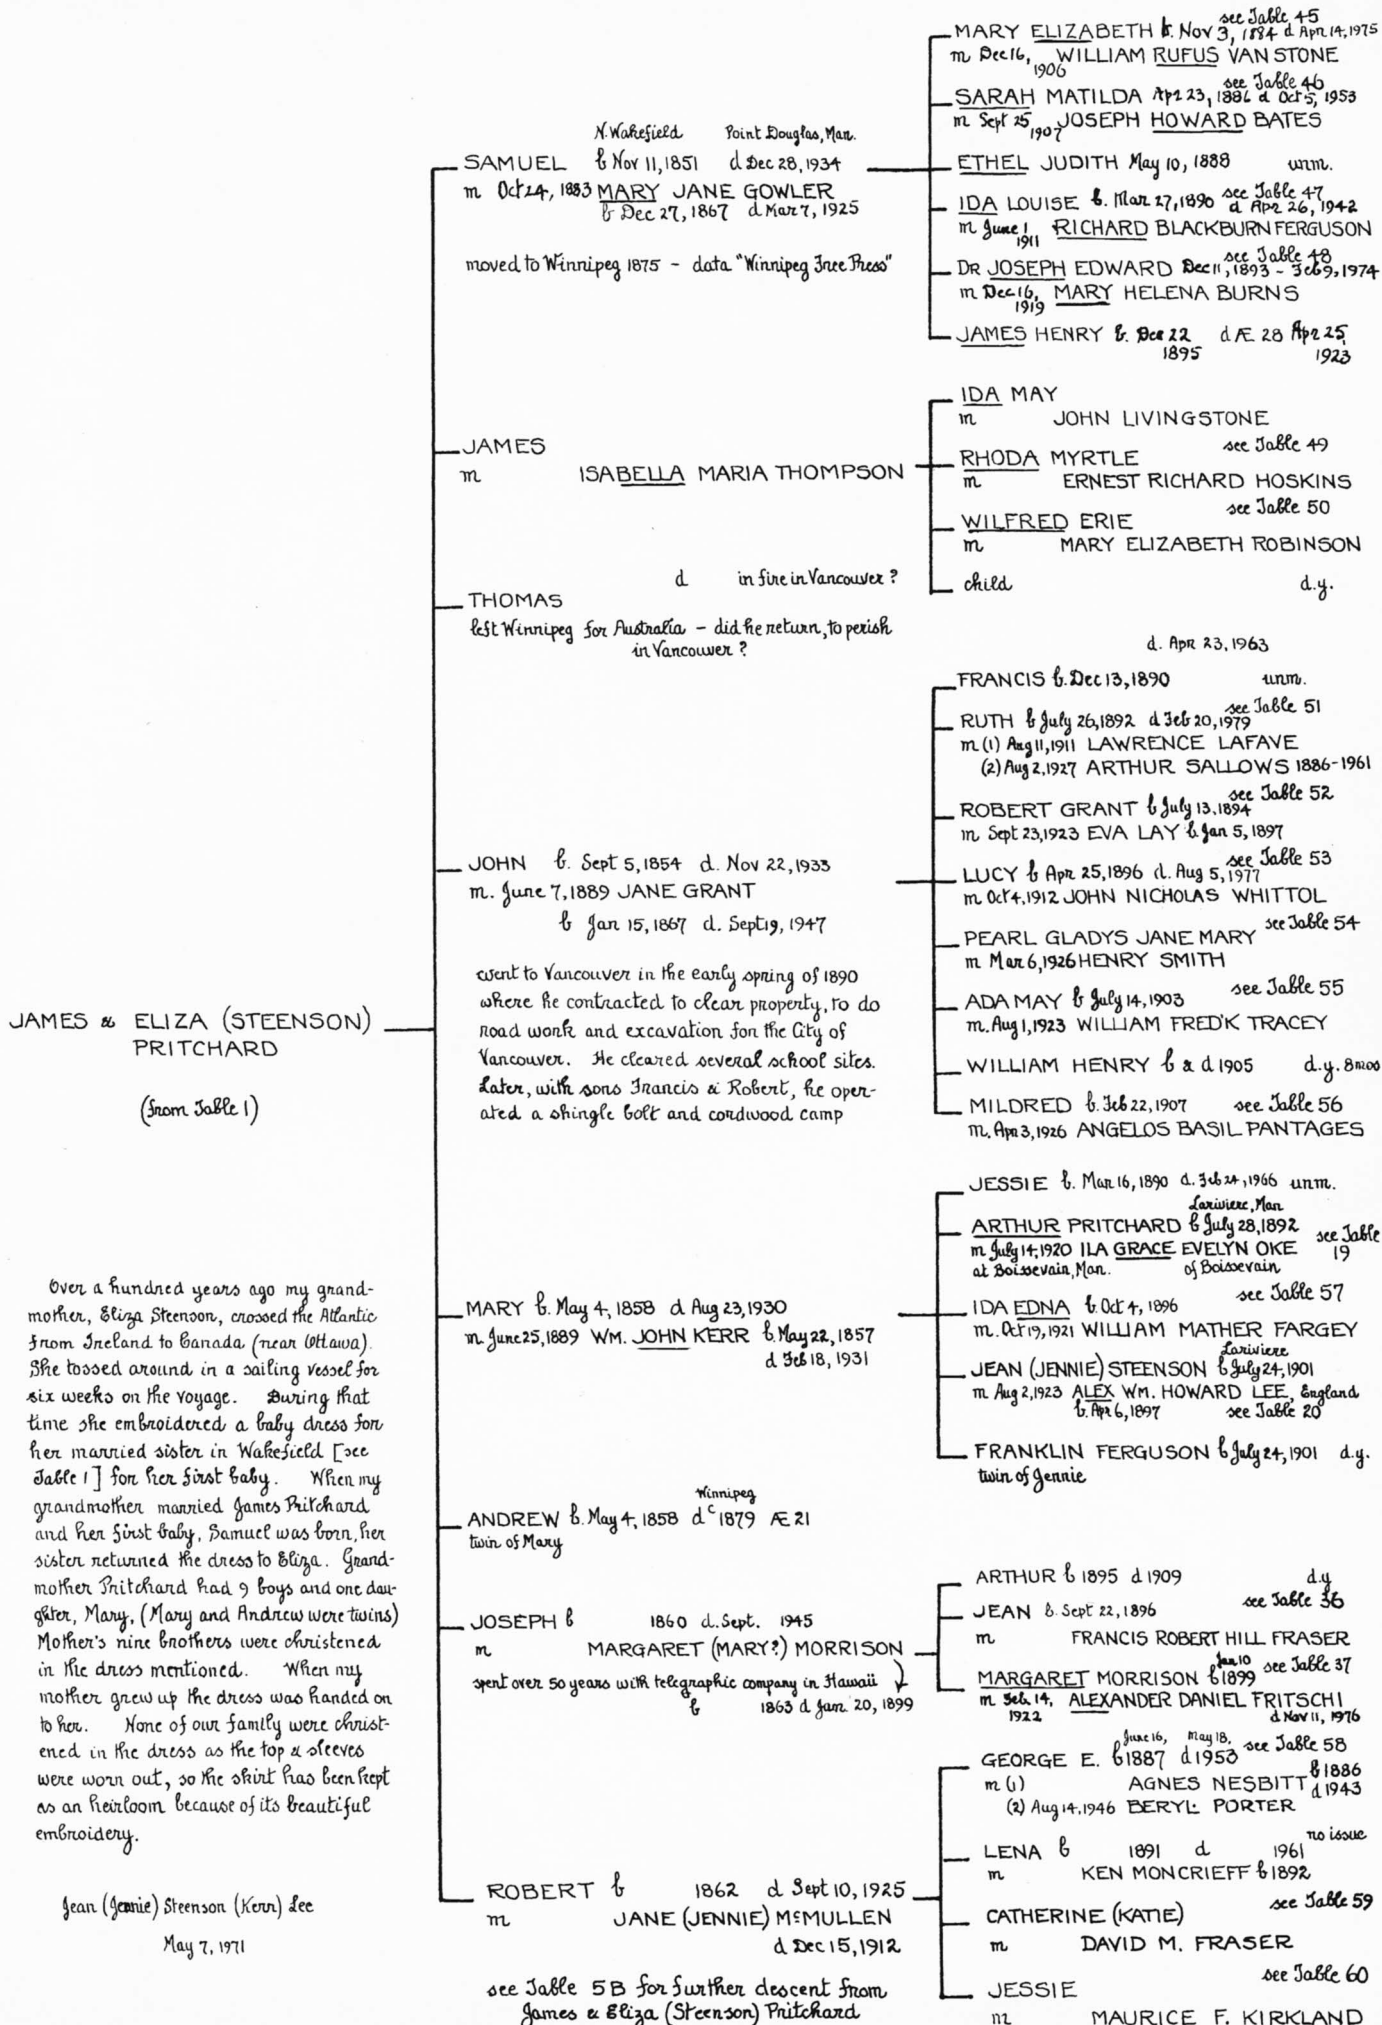 JAMES & ELIZA (STEENSON)
PRITCHARD
(from Table 1)
Over a hundred years ago my grand-
mother, Eliza Steenson, crossed the Atlantic
from Ireland to Canada (near Ottawa).
She tossed around in a sailing vessel for
six weeks on the voyage. During that
time she embroidered a baby dress for
her married sister in Wakefield [see
Table 1] for her first baby. When my
grandmother married James Pritchard
and her first baby, Samuel was born, her
sister returned the dress to Eliza. Grand-
mother Pritchard had 9 boys and one dau-
ghter, Mary, (Mary and Andrew were twins)
Mother's nine brothers were christened
in the dress mentioned. When my
mother grew up the dress was handed on
to her. None of our family were christ-
ened in the dress as the top & sleeves
were worn out, so the skirt has been kept
as an heirloom because of its beautiful
embroidery.
Jean (Jennie) Steenson (Kerr) Lee
May 7, 1971
N. Wakefield Point Douglas, Man.
SAMUEL b Nov 11, 1851 d Dec 28, 1934
m Oct 24, 1883 MARY JANE GOWLER
b Dec 27, 1867 d Mar 7, 1925
moved to Winnipeg 1875 - data "Winnipeg Free Press"
see Table 45
MARY ELIZABETH b. Nov 3, 1884 d Apr 14, 1975
m Dec 16, WILLIAM RUFUS VAN STONE
1906
see Table 46
SARAH MATILDA Apr 23, 1886 d Oct 5, 1953
m Sept 25, JOSEPH HOWARD BATES
1907
ETHEL JUDITH May 10, 1888 unm.
see Table 47
IDA LOUISE b. Mar 27, 1890 d Apr 26, 1942
m June 1 RICHARD BLACKBURN FERGUSON
1911
see Table 48
DR JOSEPH EDWARD Dec 11, 1893 - Feb 9, 1974
m Dec 16, MARY HELENA BURNS
1919
JAMES HENRY b. Dec 22 d Æ 28 Apr 25,
1895 1923
JAMES
m ISABELLA MARIA THOMPSON
IDA MAY
m JOHN LIVINGSTONE
see Table 49
RHODA MYRTLE
m ERNEST RICHARD HOSKINS
see Table 50
WILFRED ERIE
m MARY ELIZABETH ROBINSON
child d.y.
d in fire in Vancouver ?
THOMAS
left Winnipeg for Australia - did he return, to perish
in Vancouver ?
JOHN b. Sept 5, 1854 d. Nov 22, 1933
m. June 7, 1889 JANE GRANT
b Jan 15, 1867 d. Sept 19, 1947
went to Vancouver in the early spring of 1890
where he contracted to clear property, to do
road work and excavation for the City of
Vancouver. He cleared several school sites.
Later, with sons Francis & Robert, he oper-
ated a shingle bolt and cordwood camp
d. Apr 23, 1963
FRANCIS b. Dec 13, 1890 unm.
see Table 51
RUTH b July 26, 1892 d Feb 20, 1979
m (1) Aug 11, 1911 LAWRENCE LAFAVE
(2) Aug 2, 1927 ARTHUR SALLOWS 1886-1961
see Table 52
ROBERT GRANT b July 13, 1894
m Sept 23, 1923 EVA LAY b. Jan 5, 1897
see Table 53
LUCY b Apr 25, 1896 d. Aug 5, 1977
m Oct 4, 1912 JOHN NICHOLAS WHITTOL
PEARL GLADYS JANE MARY see Table 54
m Mar 6, 1926 HENRY SMITH
ADA MAY b July 14, 1903 see Table 55
m. Aug 1, 1923 WILLIAM FRED'K TRACEY
WILLIAM HENRY b & d 1905 d.y. 8mos
MILDRED b. Feb 22, 1907 see Table 56
m. Apr 3, 1926 ANGELOS BASIL PANTAGES
MARY b. May 4, 1858 d Aug 23, 1930
m. June 25, 1889 WM. JOHN KERR b. May 22, 1857
d Feb 18, 1931
JESSIE b. Mar 16, 1890 d. Feb 24, 1966 unm.
Lariviere, Man
ARTHUR PRITCHARD b July 28, 1892 see Table
m July 14, 1920 ILA GRACE EVELYN OKE 19
at Boissevain, Man. of Boissevain
see Table 57
IDA EDNA b. Oct 4, 1896
m. Oct 19, 1921 WILLIAM MATHER FARGEY
Lariviere
JEAN (JENNIE) STEENSON b July 24, 1901
m Aug 2, 1923 ALEX WM. HOWARD LEE, England
b. Apr 6, 1897 see Table 20
FRANKLIN FERGUSON b July 24, 1901 d.y.
twin of Jennie
Winnipeg
ANDREW b. May 4, 1858 d c 1879 Æ 21
twin of Mary
JOSEPH b 1860 d. Sept. 1945
m MARGARET (MARY?) MORRISON
spent over 50 years with telegraphic company in Hawaii
b 1863 d Jan. 20, 1899
ARTHUR b 1895 d 1909 d.y
see Table 36
JEAN b. Sept 22, 1896
m FRANCIS ROBERT HILL FRASER
Jan 10
MARGARET MORRISON b 1899 see Table 37
m Feb. 14, ALEXANDER DANIEL FRITSCHI
1922 d Nov 11, 1976
ROBERT b 1862 d Sept 10, 1925
m JANE (JENNIE) McMULLEN
d Dec 15, 1912
see Table 5B for further descent from
James & Eliza (Steenson) Pritchard
June 16, May 18,
GEORGE E. b 1887 d 1953 see Table 58
m (1) AGNES NESBITT b 1886
d 1943
(2) Aug 14, 1946 BERYL PORTER
no issue
LENA b 1891 d 1961
m KEN MONCRIEFF b 1892
see Table 59
CATHERINE (KATIE)
m DAVID M. FRASER
see Table 60
JESSIE
m MAURICE F. KIRKLAND